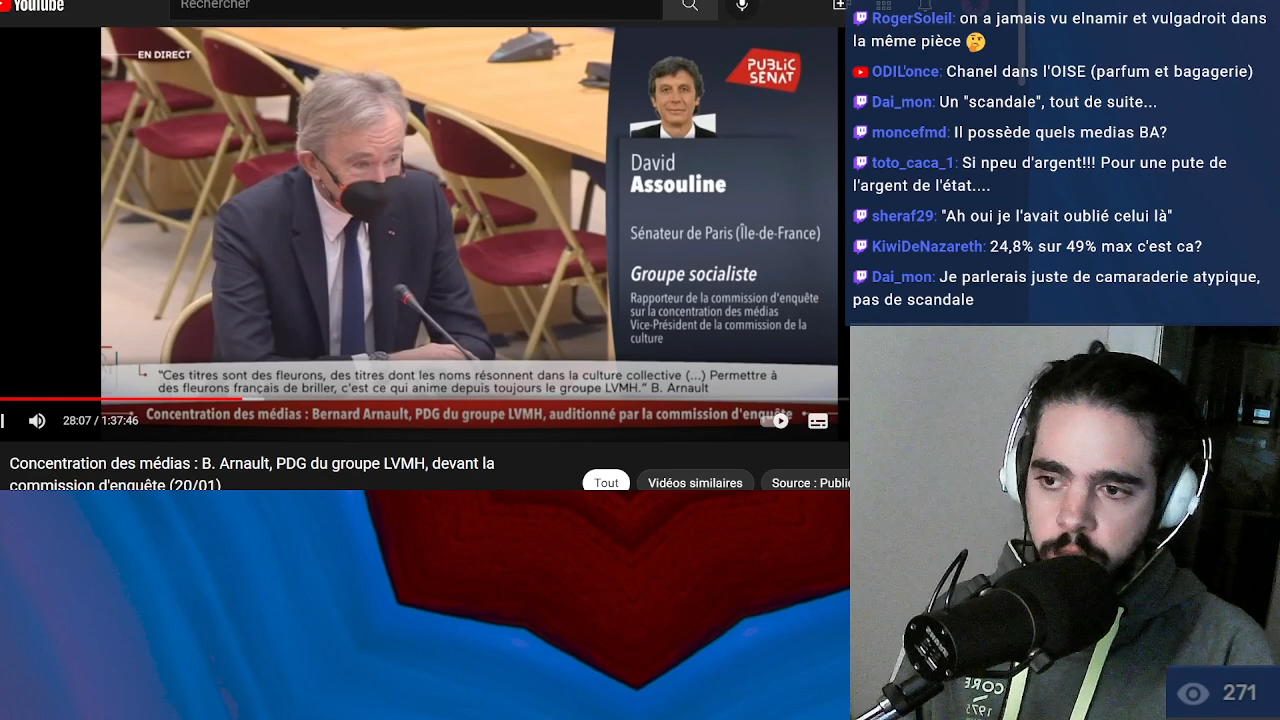 YouTube
Rechercher
EN DIRECT
PUBLIC
SÉNAT
David
Assouline
Sénateur de Paris (Île-de-France)
Groupe socialiste
Rapporteur de la commission d'enquête
sur la concentration des médias
Vice-Président de la commission de la
culture
"Ces titres sont des fleurons, des titres dont les noms résonnent dans la culture collective (...) Permettre à
des fleurons français de briller, c'est ce qui anime depuis toujours le groupe LVMH." B. Arnault
Concentration des médias : Bernard Arnault, PDG du groupe LVMH, auditionné par la commission d'enquête
28:07 / 1:37:46
Concentration des médias : B. Arnault, PDG du groupe LVMH, devant la
commission d'enquête (20/01)
Tout
Vidéos similaires
Source : Public
RogerSoleil: on a jamais vu elnamir et vulgadroit dans
la même pièce 🤔
ODIL'once: Chanel dans l'OISE (parfum et bagagerie)
Dai_mon: Un "scandale", tout de suite...
moncefmd: Il possède quels medias BA?
toto_caca_1: Si npeu d'argent!!! Pour une pute de
l'argent de l'état....
sheraf29: "Ah oui je l'avait oublié celui là"
KiwiDeNazareth: 24,8% sur 49% max c'est ca?
Dai_mon: Je parlerais juste de camaraderie atypique,
pas de scandale
CORE
1975
271